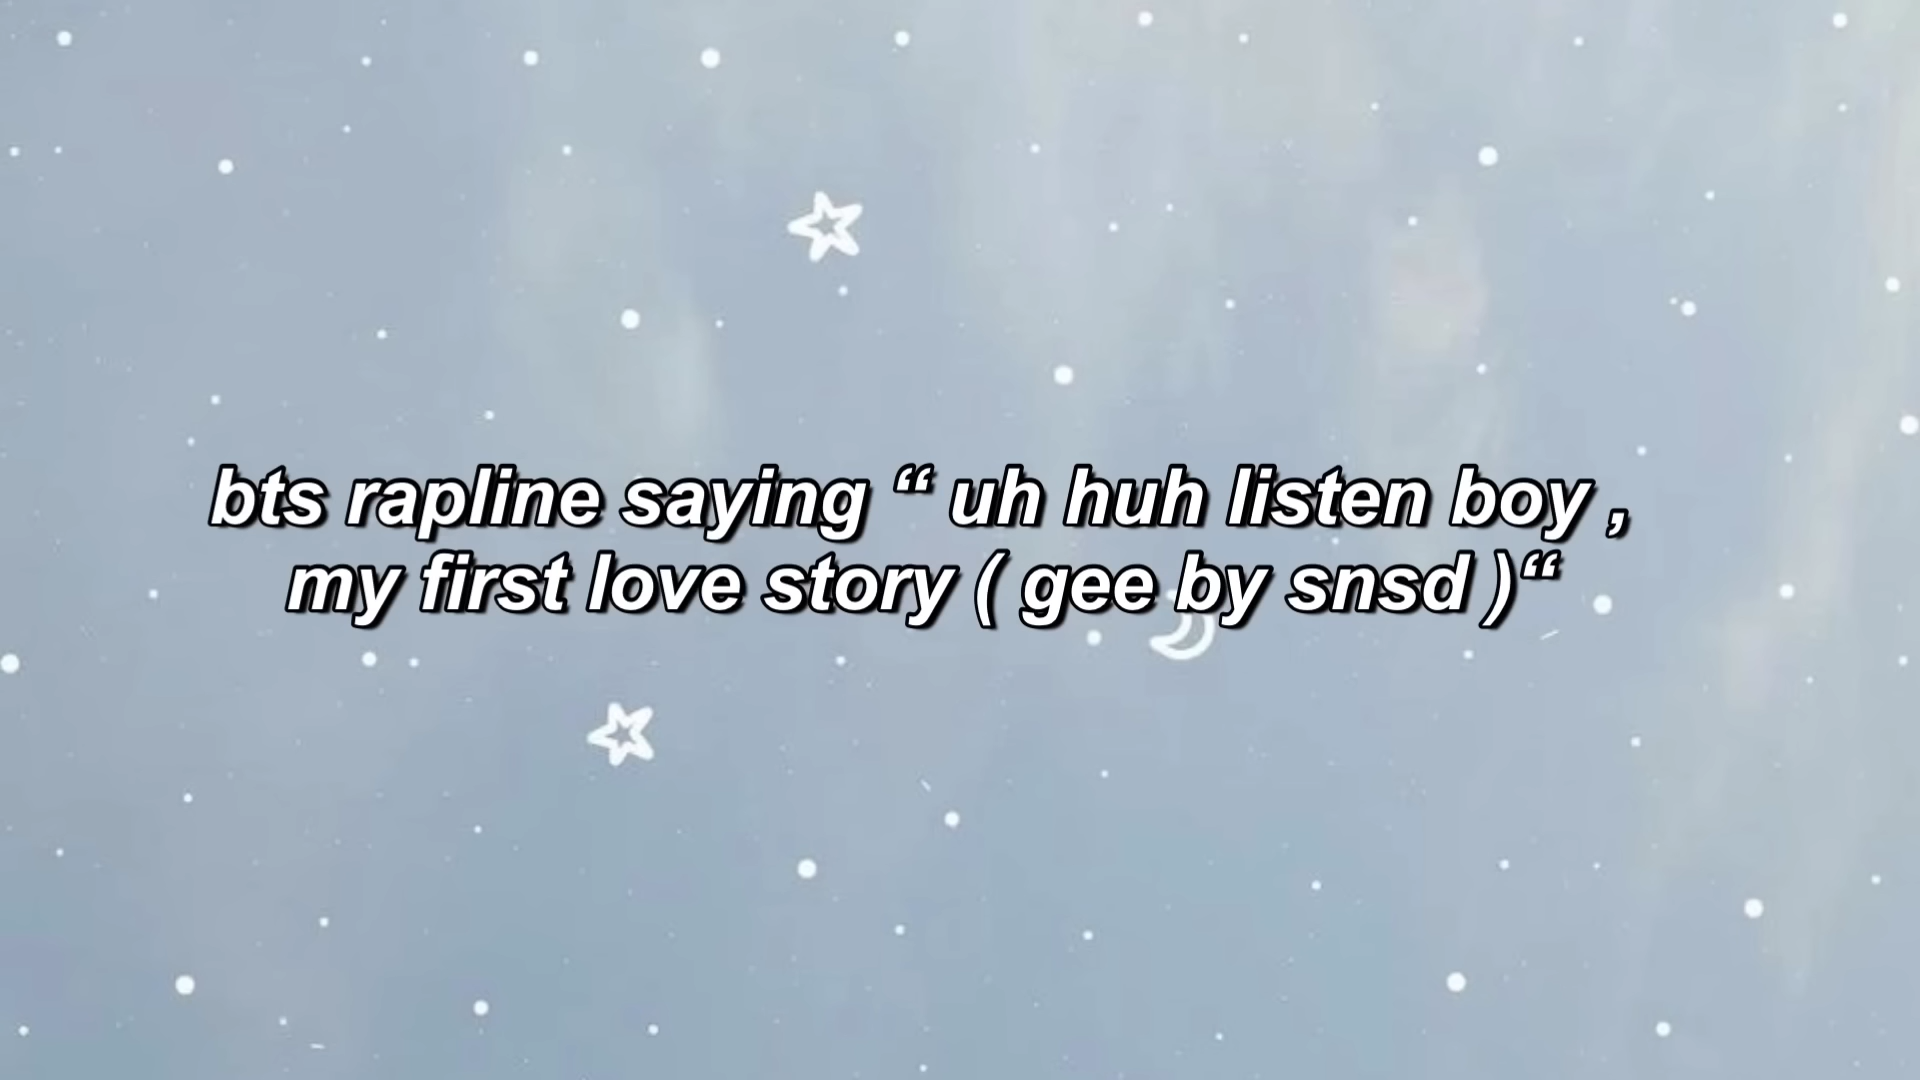 bts rapline saying “ uh huh listen boy ,
my first love story ( gee by snsd )“